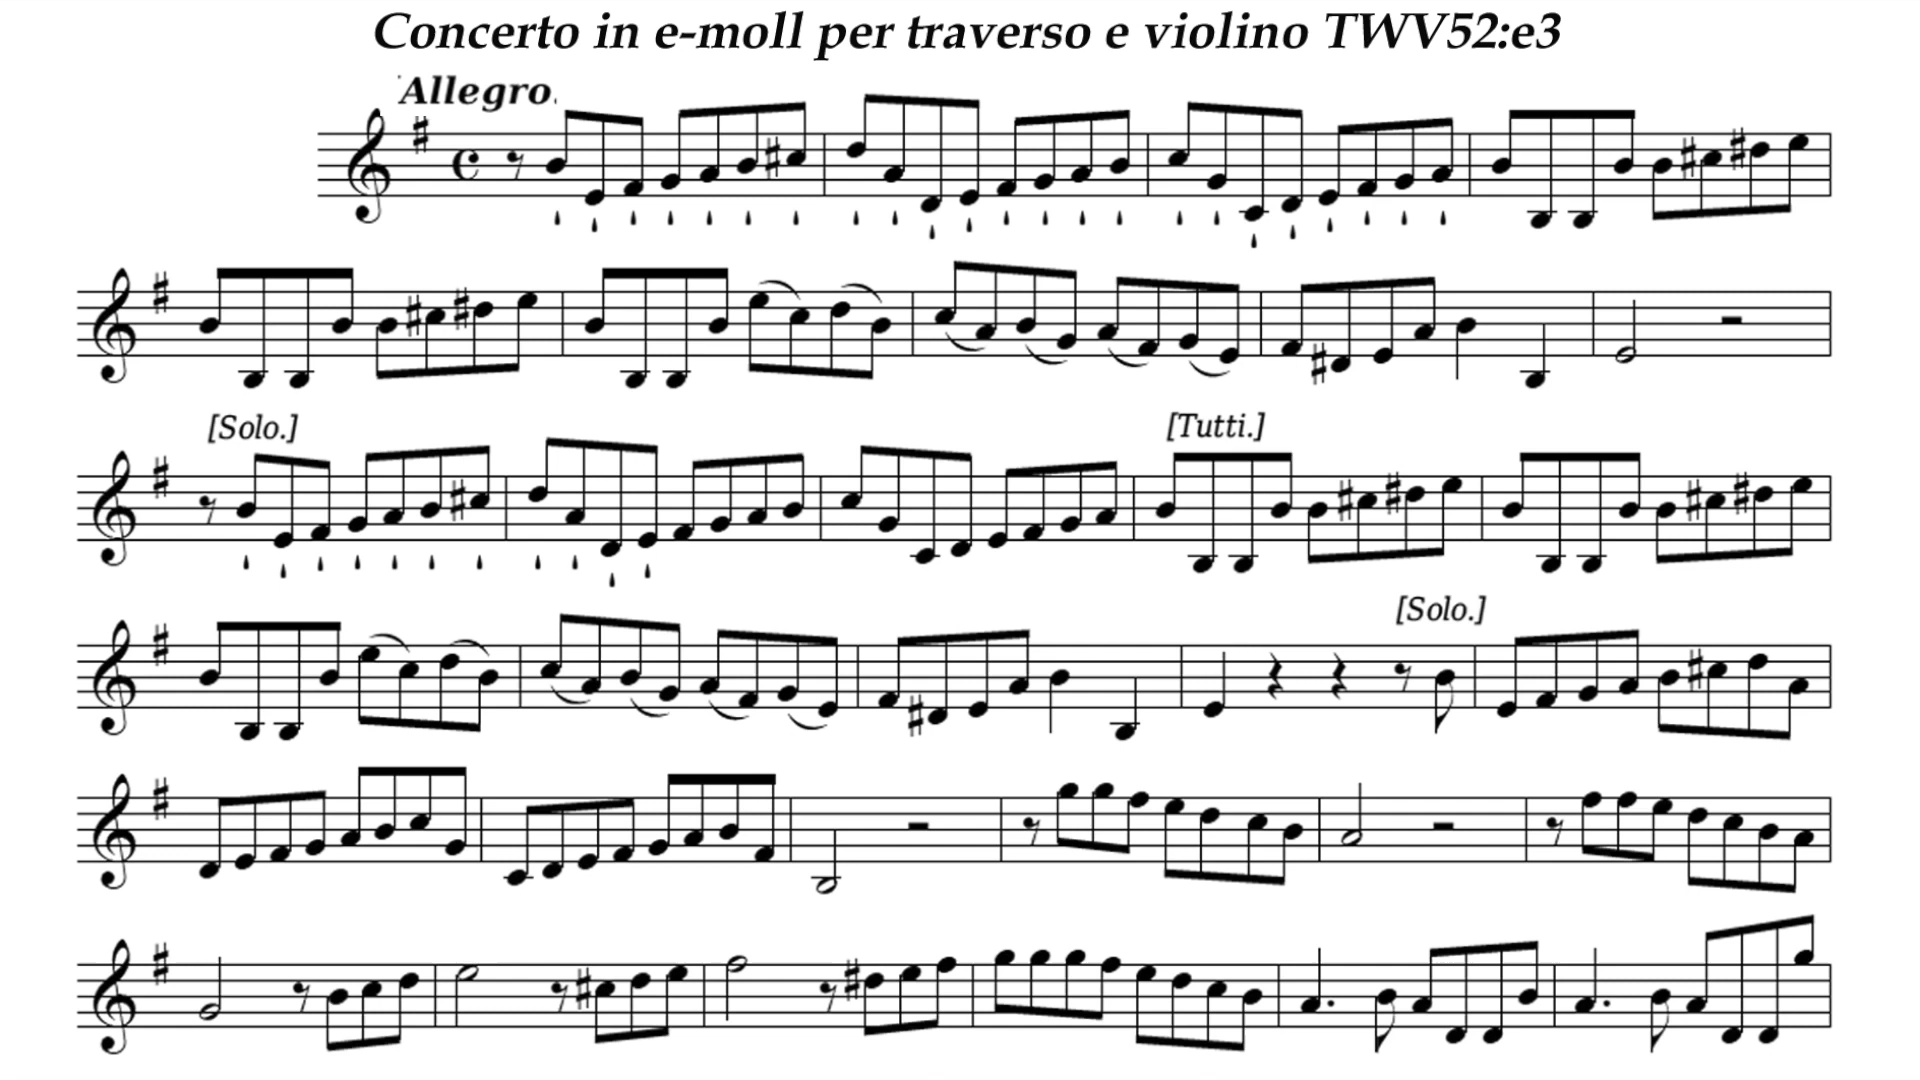 Concerto in e-moll per traverso e violino TWV52:e3
Allegro.
[Solo.]
[Tutti.]
[Solo.]